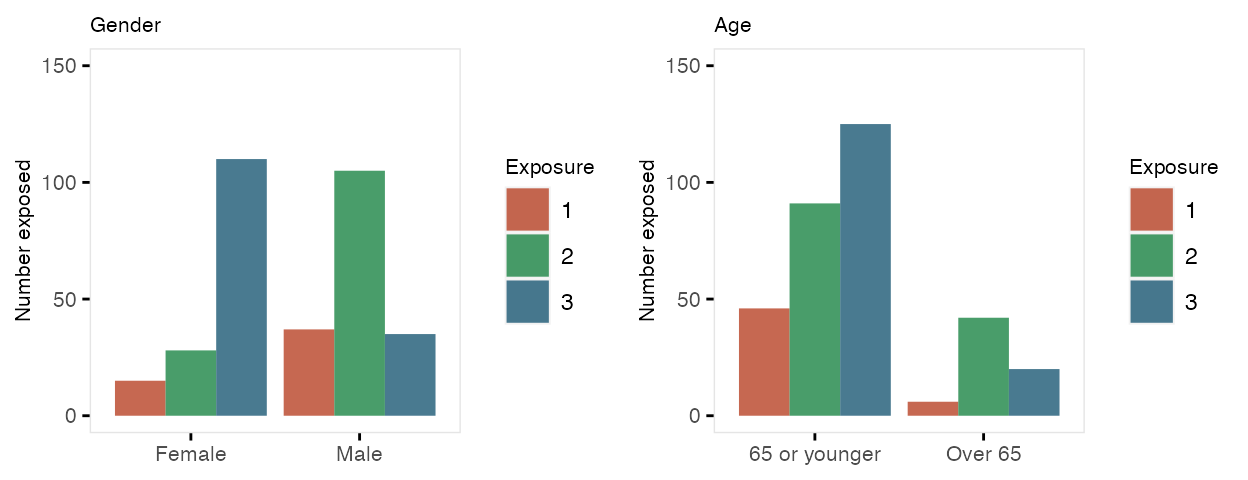 Gender
150
100
50
0
Number exposed
Female
Male
Exposure
1
2
3
Age
150
100
50
0
Number exposed
65 or younger
Over 65
Exposure
1
2
3